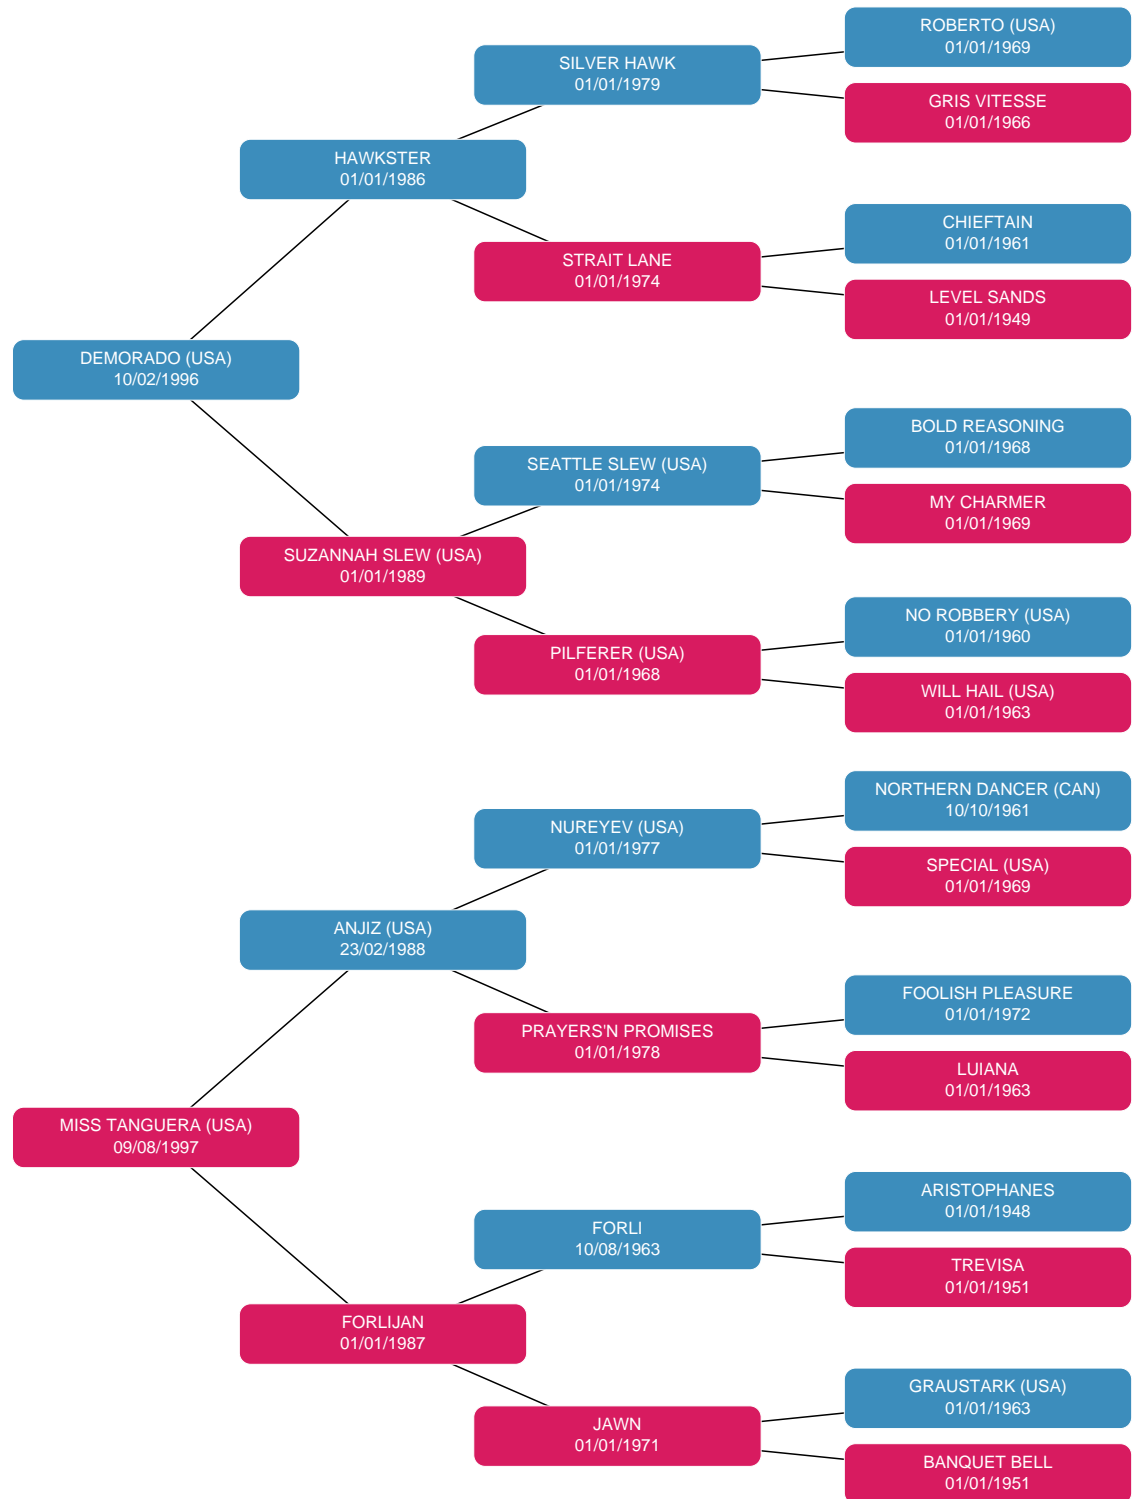 ROBERTO (USA)
01/01/1969
SILVER HAWK
01/01/1979
GRIS VITESSE
01/01/1966
HAWKSTER
01/01/1986
CHIEFTAIN
01/01/1961
STRAIT LANE
01/01/1974
LEVEL SANDS
01/01/1949
DEMORADO (USA)
10/02/1996
BOLD REASONING
01/01/1968
SEATTLE SLEW (USA)
01/01/1974
MY CHARMER
01/01/1969
SUZANNAH SLEW (USA)
01/01/1989
NO ROBBERY (USA)
01/01/1960
PILFERER (USA)
01/01/1968
WILL HAIL (USA)
01/01/1963
NORTHERN DANCER (CAN)
10/10/1961
NUREYEV (USA)
01/01/1977
SPECIAL (USA)
01/01/1969
ANJIZ (USA)
23/02/1988
FOOLISH PLEASURE
01/01/1972
PRAYERS'N PROMISES
01/01/1978
LUIANA
01/01/1963
MISS TANGUERA (USA)
09/08/1997
ARISTOPHANES
01/01/1948
FORLI
10/08/1963
TREVISA
01/01/1951
FORLIJAN
01/01/1987
GRAUSTARK (USA)
01/01/1963
JAWN
01/01/1971
BANQUET BELL
01/01/1951